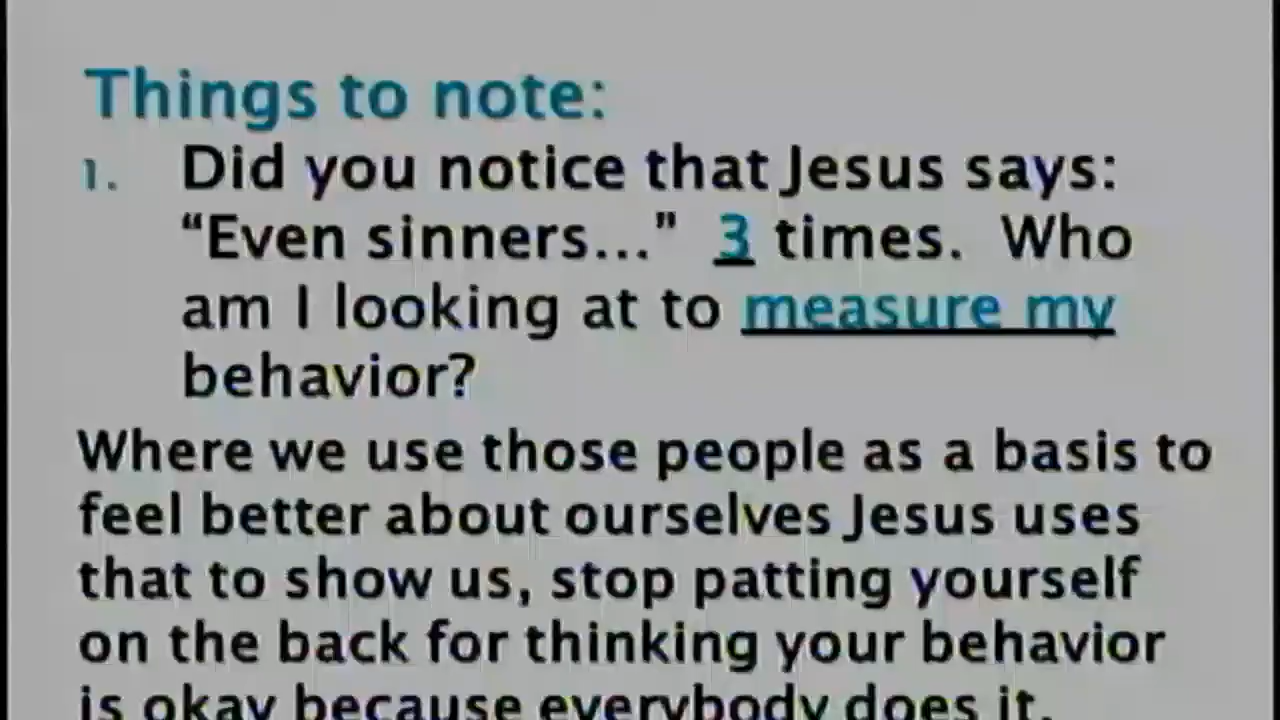 Things to note:
1. Did you notice that Jesus says:
“Even sinners...” 3 times. Who
am I looking at to measure my
behavior?
Where we use those people as a basis to
feel better about ourselves Jesus uses
that to show us, stop patting yourself
on the back for thinking your behavior
is okay because everybody does it.